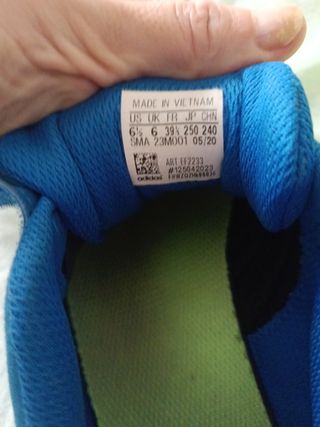 MADE IN VIETNAM
US UK FR JP CHN
6½ 6 39⅓ 250 240
SMA 23M001 05/20
ART EF2233
#125042023
adidas